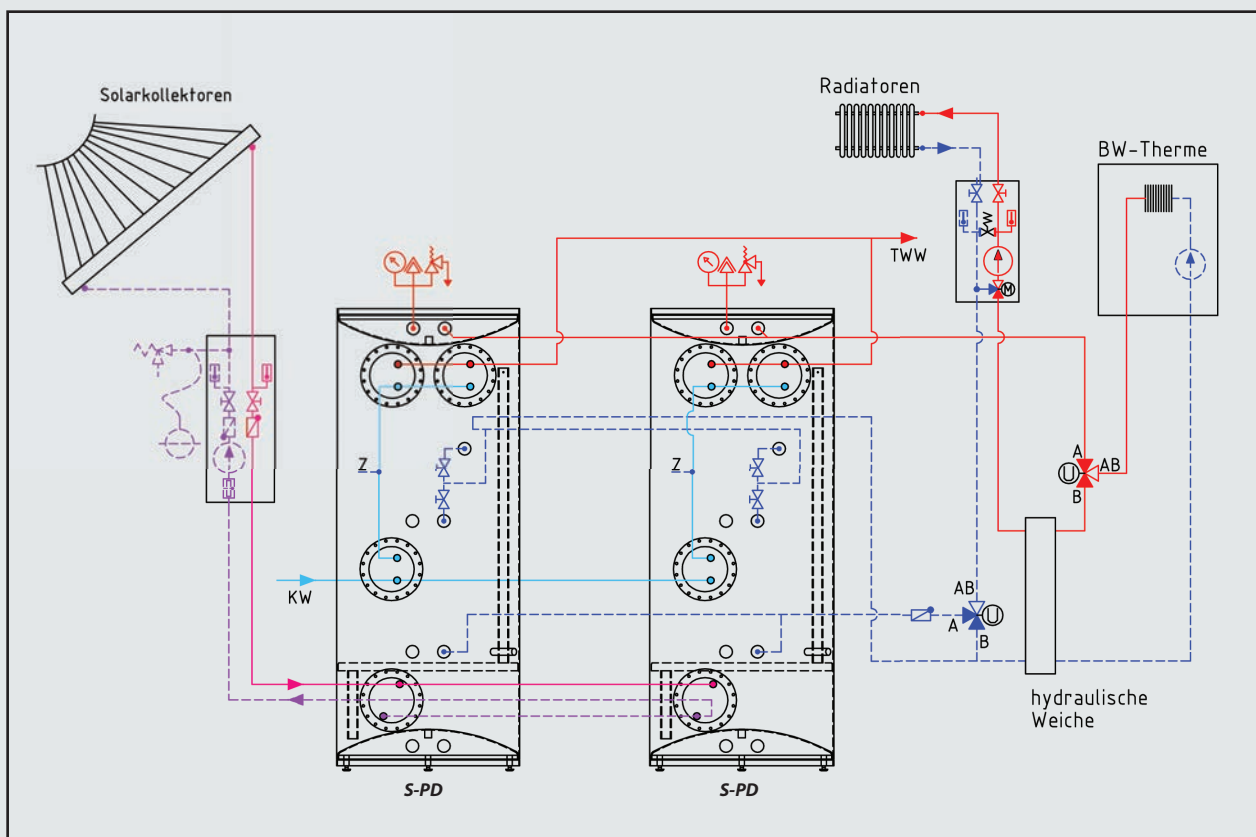 Solarkollektoren
Radiatoren
BW-Therme
TWW
W
M
A
U
AB
B
Z
Z
KW
AB
A
U
B
hydraulische
Weiche
S-PD
S-PD